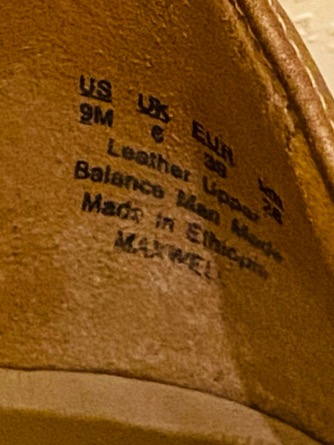 US UK EUR
9M 6 39
Leather Upper
Balance Man Made
Made in Ethiopia
MAXWELL